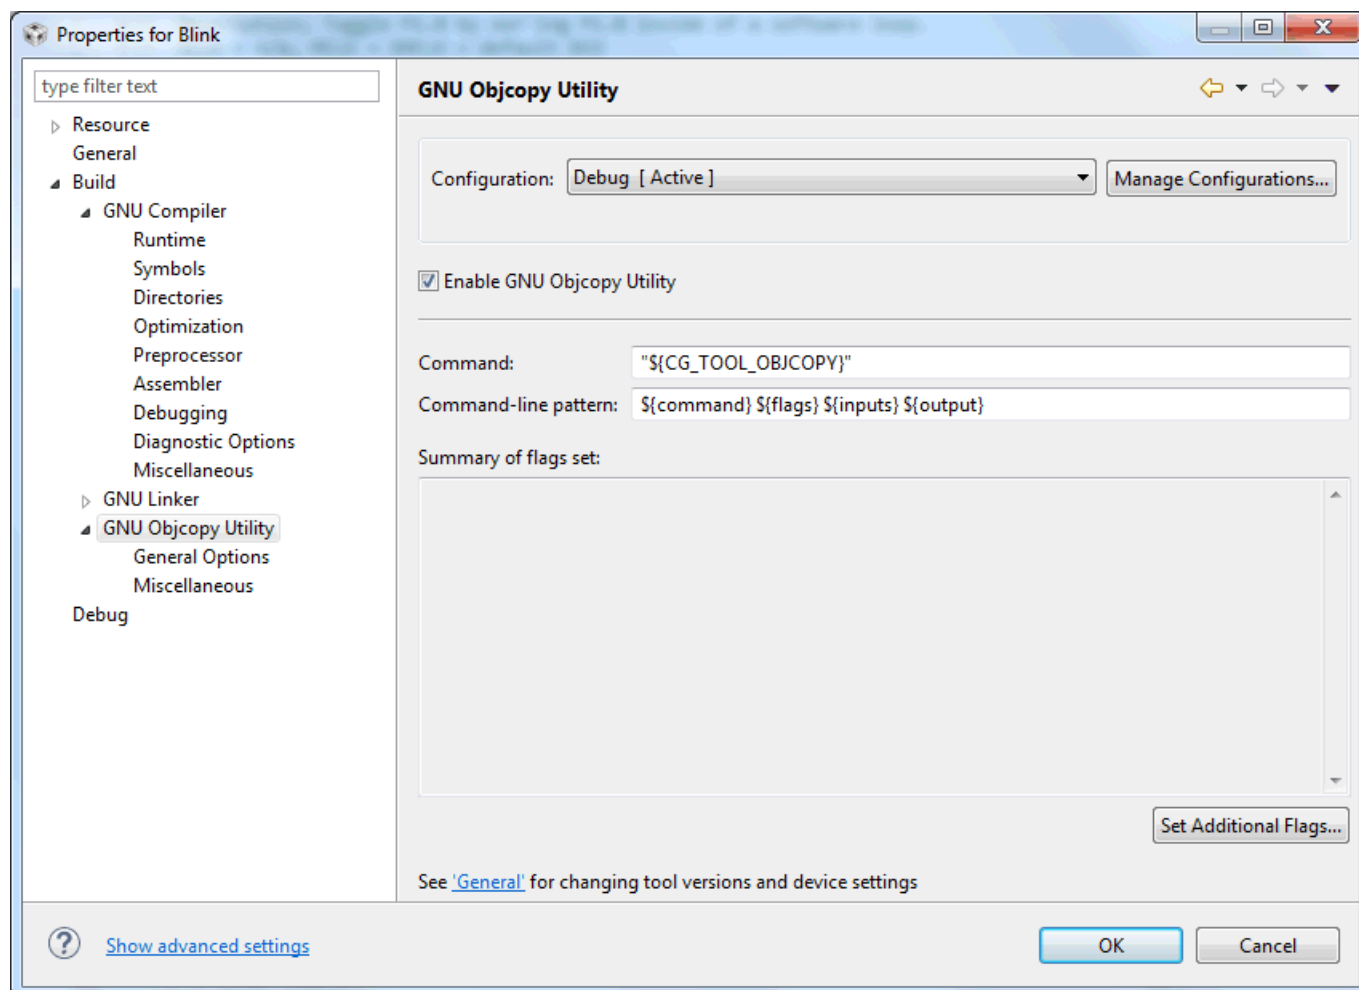 Properties for Blink
type filter text
Resource
General
Build
GNU Compiler
Runtime
Symbols
Directories
Optimization
Preprocessor
Assembler
Debugging
Diagnostic Options
Miscellaneous
GNU Linker
GNU Objcopy Utility
General Options
Miscellaneous
Debug
GNU Objcopy Utility
Configuration: Debug [ Active ] Manage Configurations...
Enable GNU Objcopy Utility
Command: "${CG_TOOL_OBJCOPY}"
Command-line pattern: ${command} ${flags} ${inputs} ${output}
Summary of flags set:
Set Additional Flags...
See 'General' for changing tool versions and device settings
Show advanced settings
OK Cancel